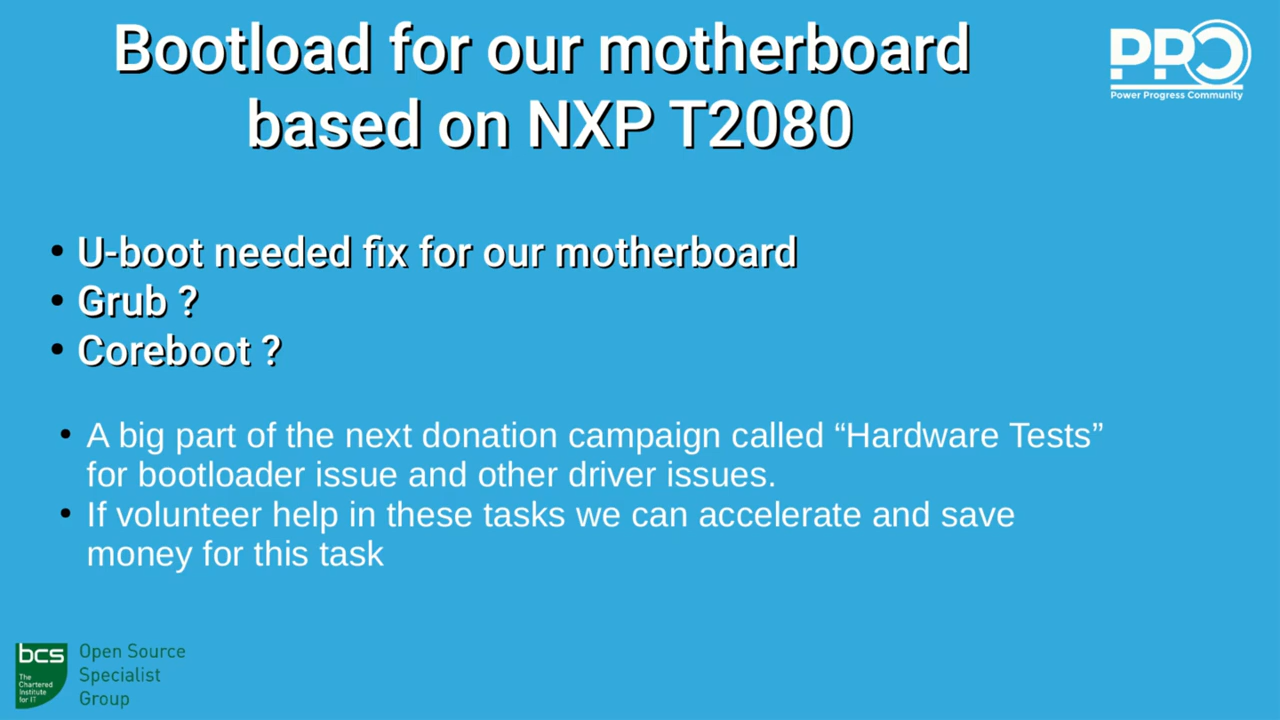 Bootload for our motherboard
based on NXP T2080
PPC
Power Progress Community
• U-boot needed fix for our motherboard
• Grub ?
• Coreboot ?
• A big part of the next donation campaign called “Hardware Tests”
for bootloader issue and other driver issues.
• If volunteer help in these tasks we can accelerate and save
money for this task
bcs
The
Chartered
Institute
for IT
Open Source
Specialist
Group